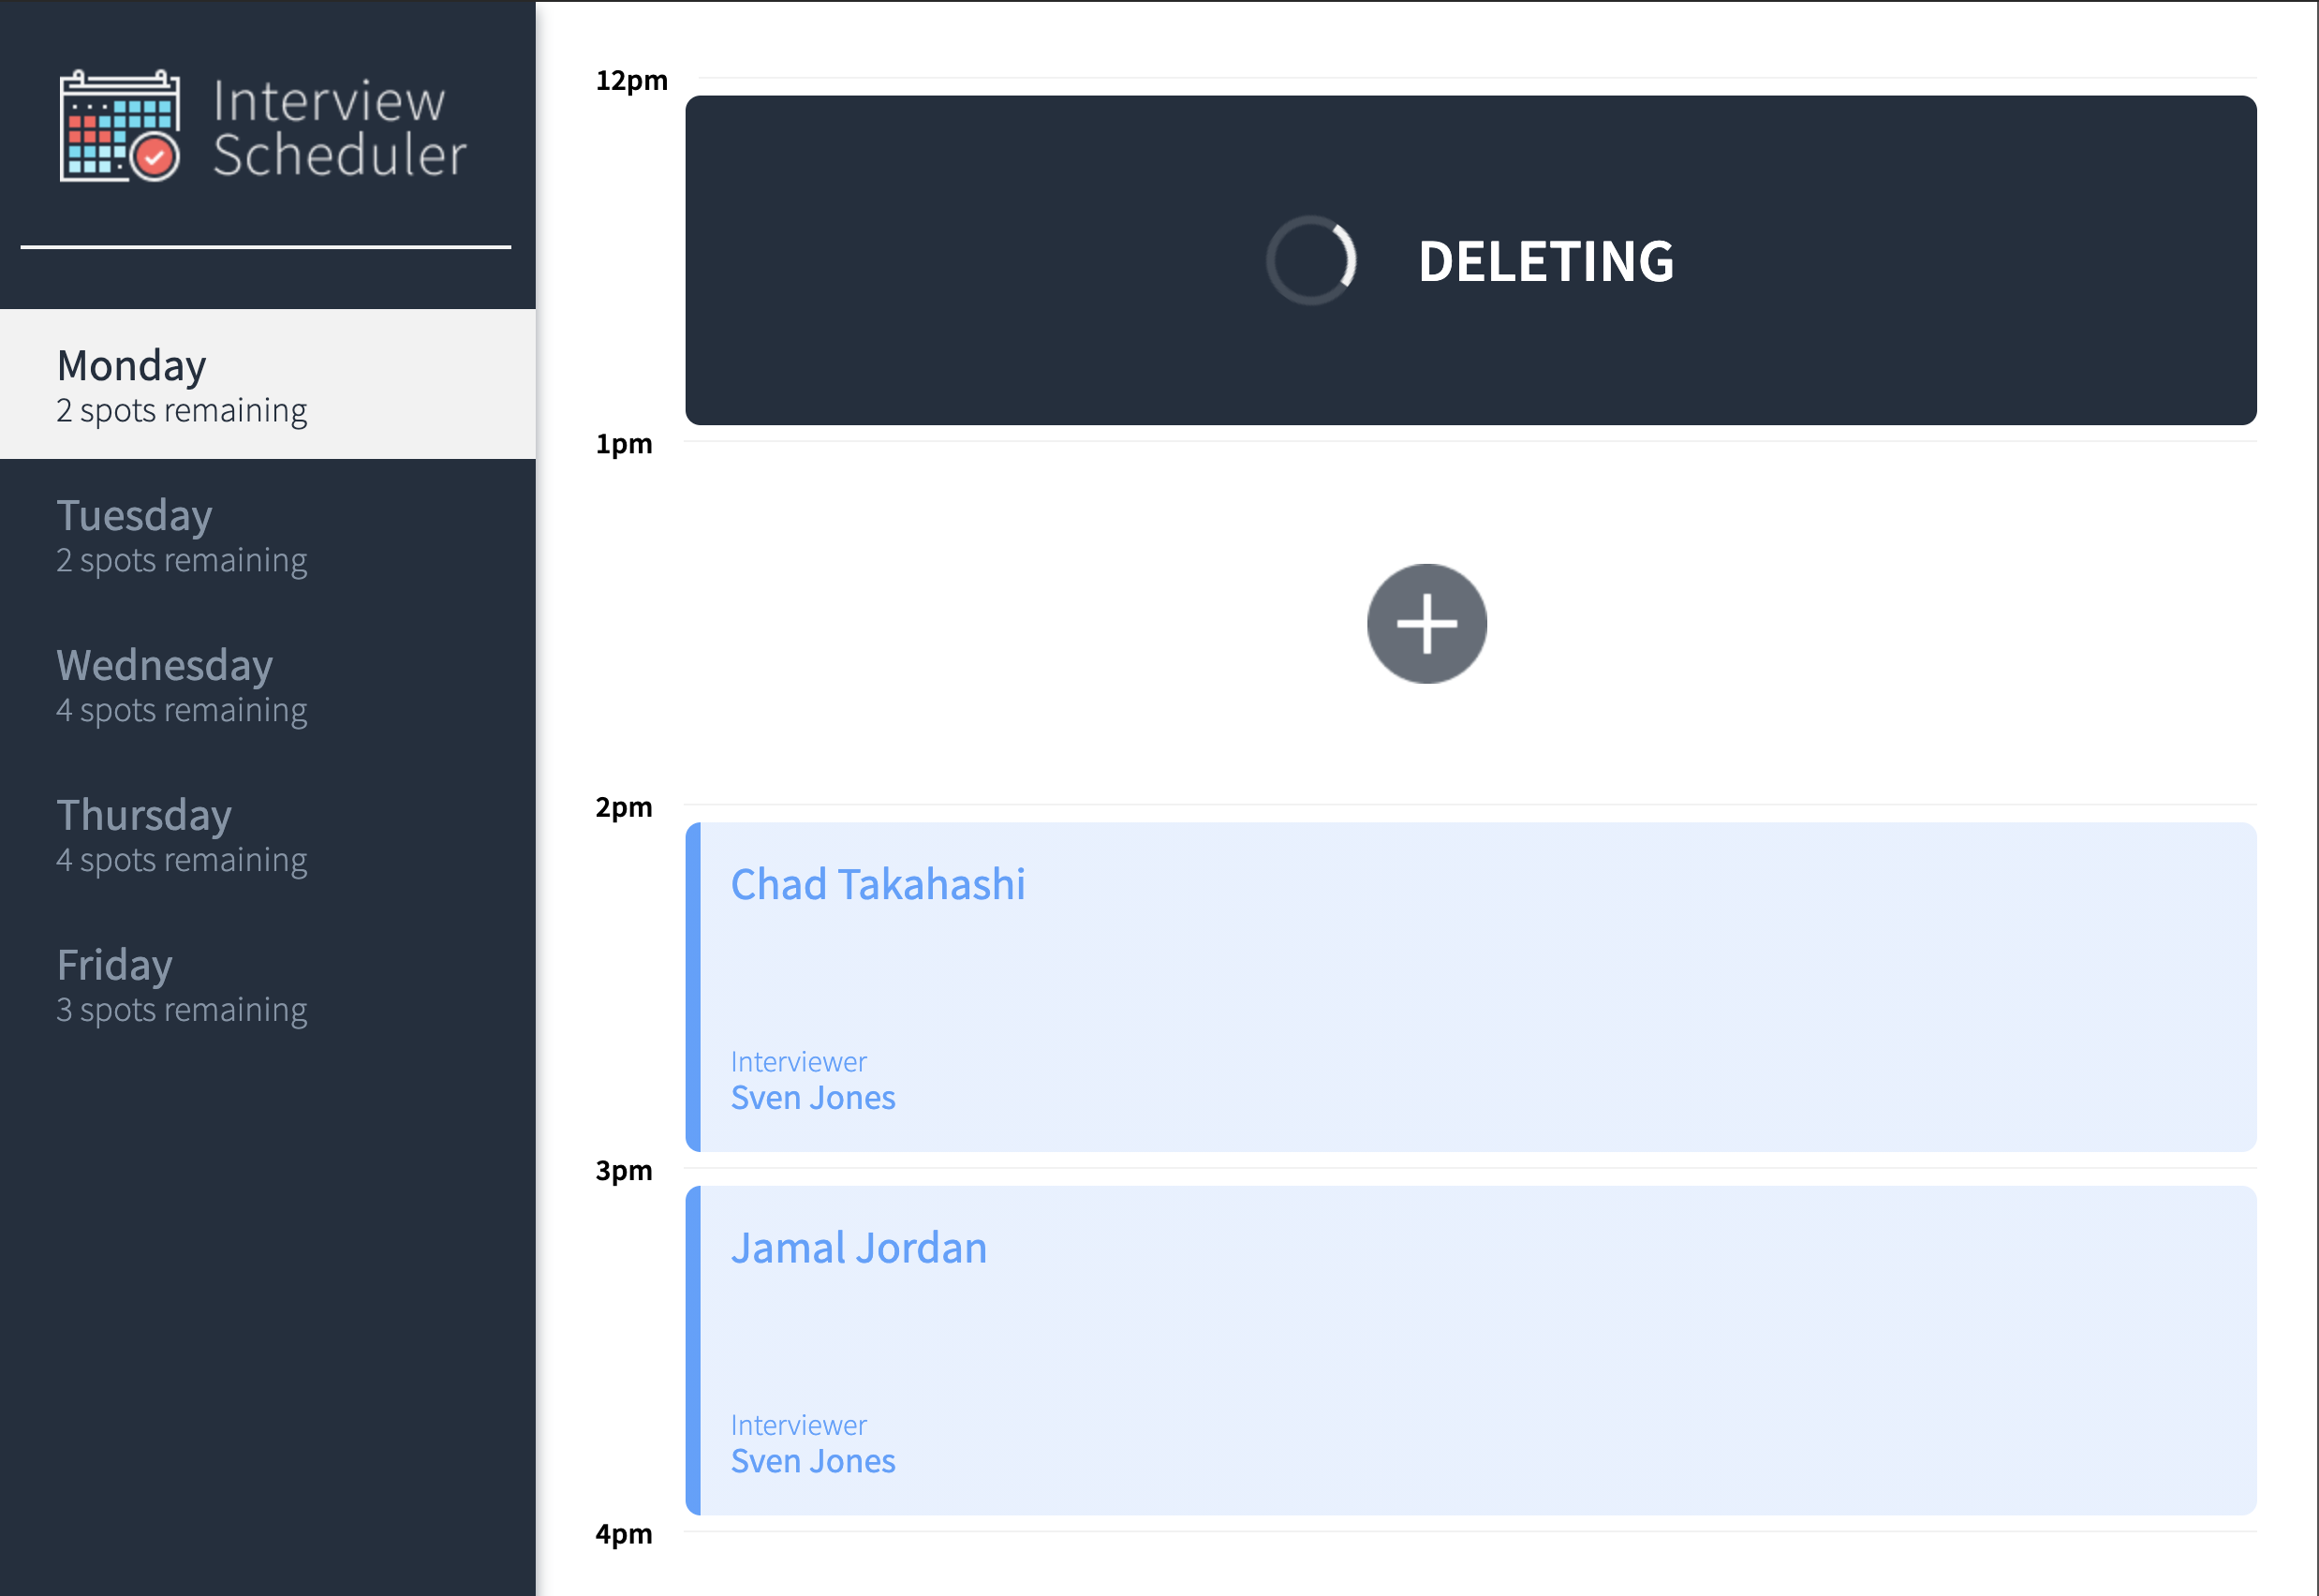 Interview
Scheduler
Monday
2 spots remaining
Tuesday
2 spots remaining
Wednesday
4 spots remaining
Thursday
4 spots remaining
Friday
3 spots remaining
12pm
DELETING
1pm
2pm
Chad Takahashi
Interviewer
Sven Jones
3pm
Jamal Jordan
Interviewer
Sven Jones
4pm